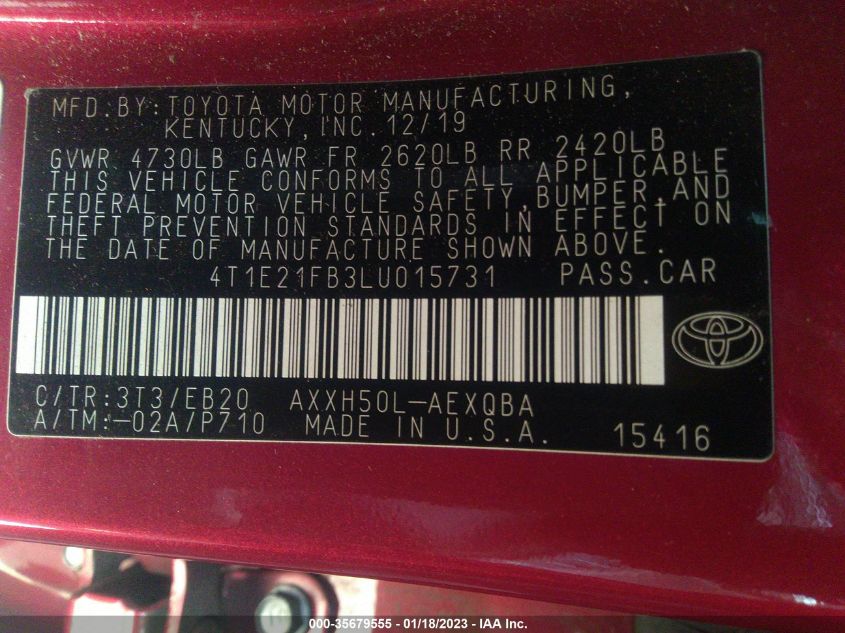 MFD.BY:TOYOTA MOTOR MANUFACTURING,
KENTUCKY,INC.12/19
GVWR 4730LB GAWR FR 2620LB RR 2420LB
THIS VEHICLE CONFORMS TO ALL APPLICABLE
FEDERAL MOTOR VEHICLE SAFETY,BUMPER,AND
THEFT PREVENTION STANDARDS IN EFFECT ON
THE DATE OF MANUFACTURE SHOWN ABOVE.
4T1E21FB3LU015731 PASS.CAR
C/TR:3T3/EB20 AXXH50L-AEXQBA
A/TM:-02A/P710 MADE IN U.S.A. 15416
000-35679555 - 01/18/2023 - IAA Inc.